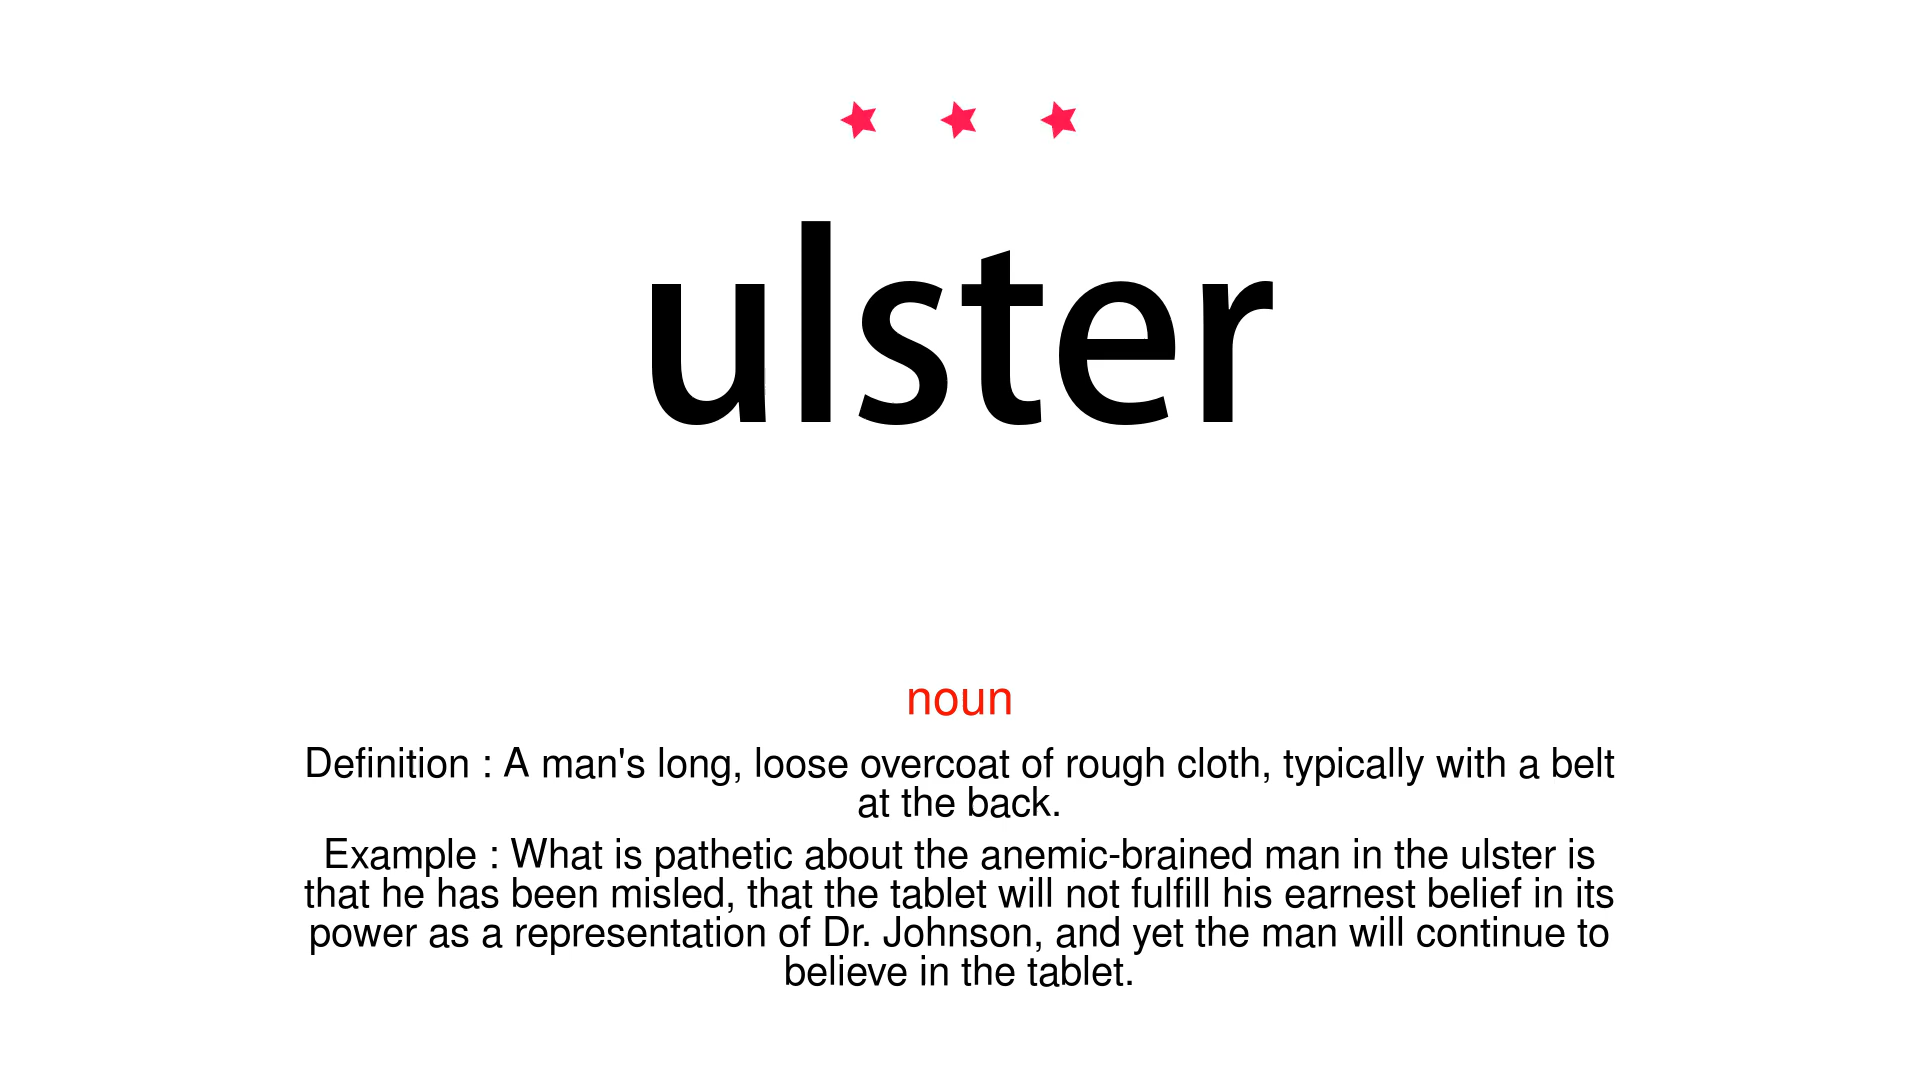 ulster
noun
Definition : A man's long, loose overcoat of rough cloth, typically with a belt
at the back.
Example : What is pathetic about the anemic-brained man in the ulster is
that he has been misled, that the tablet will not fulfill his earnest belief in its
power as a representation of Dr. Johnson, and yet the man will continue to
believe in the tablet.